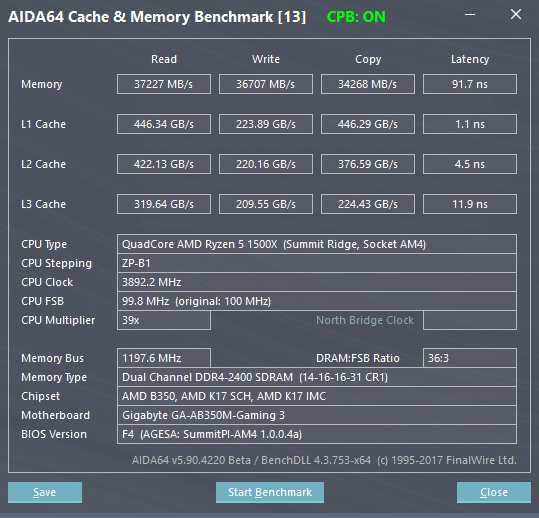 AIDA64 Cache & Memory Benchmark [13] CPB: ON
Read Write Copy Latency
Memory 37227 MB/s 36707 MB/s 34268 MB/s 91.7 ns
L1 Cache 446.34 GB/s 223.89 GB/s 446.29 GB/s 1.1 ns
L2 Cache 422.13 GB/s 220.16 GB/s 376.59 GB/s 4.5 ns
L3 Cache 319.64 GB/s 209.55 GB/s 224.43 GB/s 11.9 ns
CPU Type QuadCore AMD Ryzen 5 1500X (Summit Ridge, Socket AM4)
CPU Stepping ZP-B1
CPU Clock 3892.2 MHz
CPU FSB 99.8 MHz (original: 100 MHz)
CPU Multiplier 39x North Bridge Clock
Memory Bus 1197.6 MHz DRAM:FSB Ratio 36:3
Memory Type Dual Channel DDR4-2400 SDRAM (14-16-16-31 CR1)
Chipset AMD B350, AMD K17 SCH, AMD K17 IMC
Motherboard Gigabyte GA-AB350M-Gaming 3
BIOS Version F4 (AGESA: SummitPI-AM4 1.0.0.4a)
AIDA64 v5.90.4220 Beta / BenchDLL 4.3.753-x64 (c) 1995-2017 FinalWire Ltd.
Save Start Benchmark Close